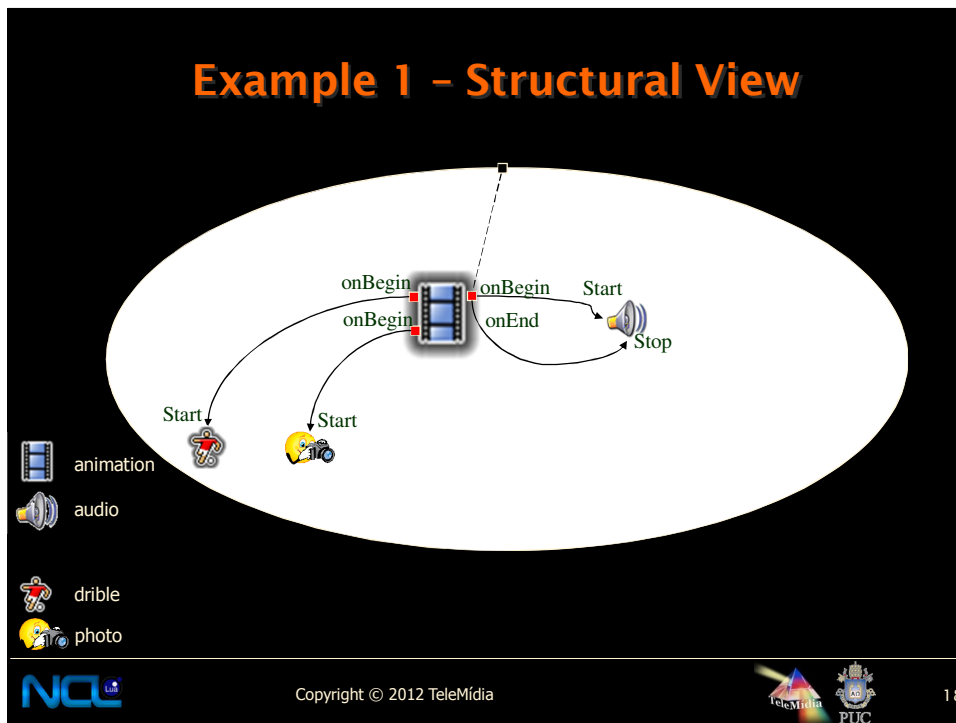 Example 1 – Structural View
onBegin
onBegin
Start
onBegin
onEnd
Stop
Start
Start
animation
audio
drible
photo
NCL
Lua
Copyright © 2012 TeleMídia
TeleMídia
PUC